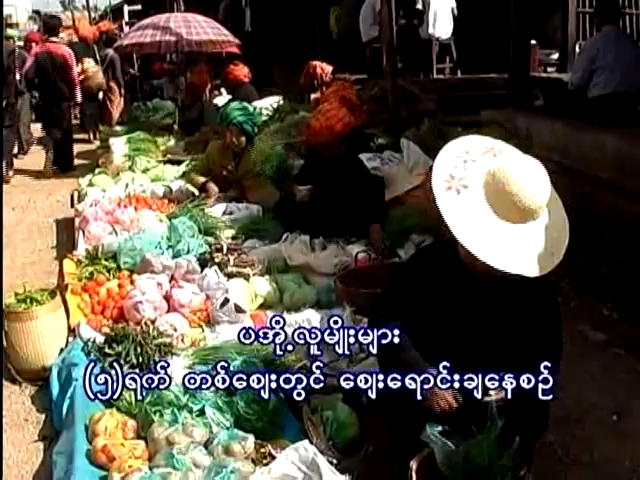 ပအို့လူမျိုးများ
(၅)ရက် တစ်ဈေးတွင် ဈေးရောင်းချနေစဉ်